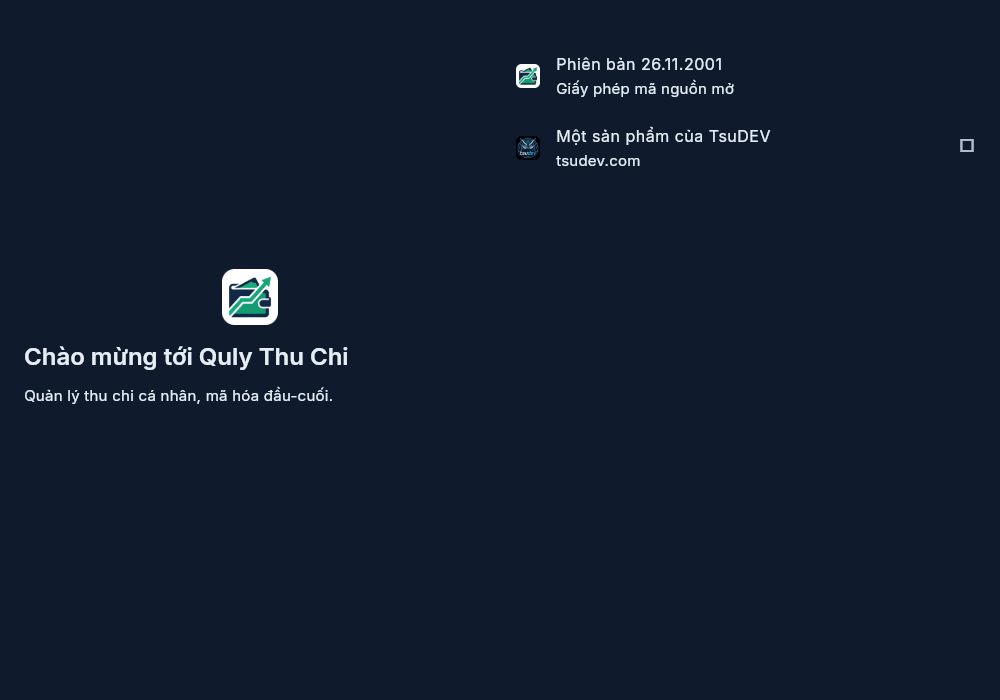 Phiên bản 26.11.2001
Giấy phép mã nguồn mở
Một sản phẩm của TsuDEV
tsudev.com
Chào mừng tới Quly Thu Chi
Quản lý thu chi cá nhân, mã hóa đầu-cuối.